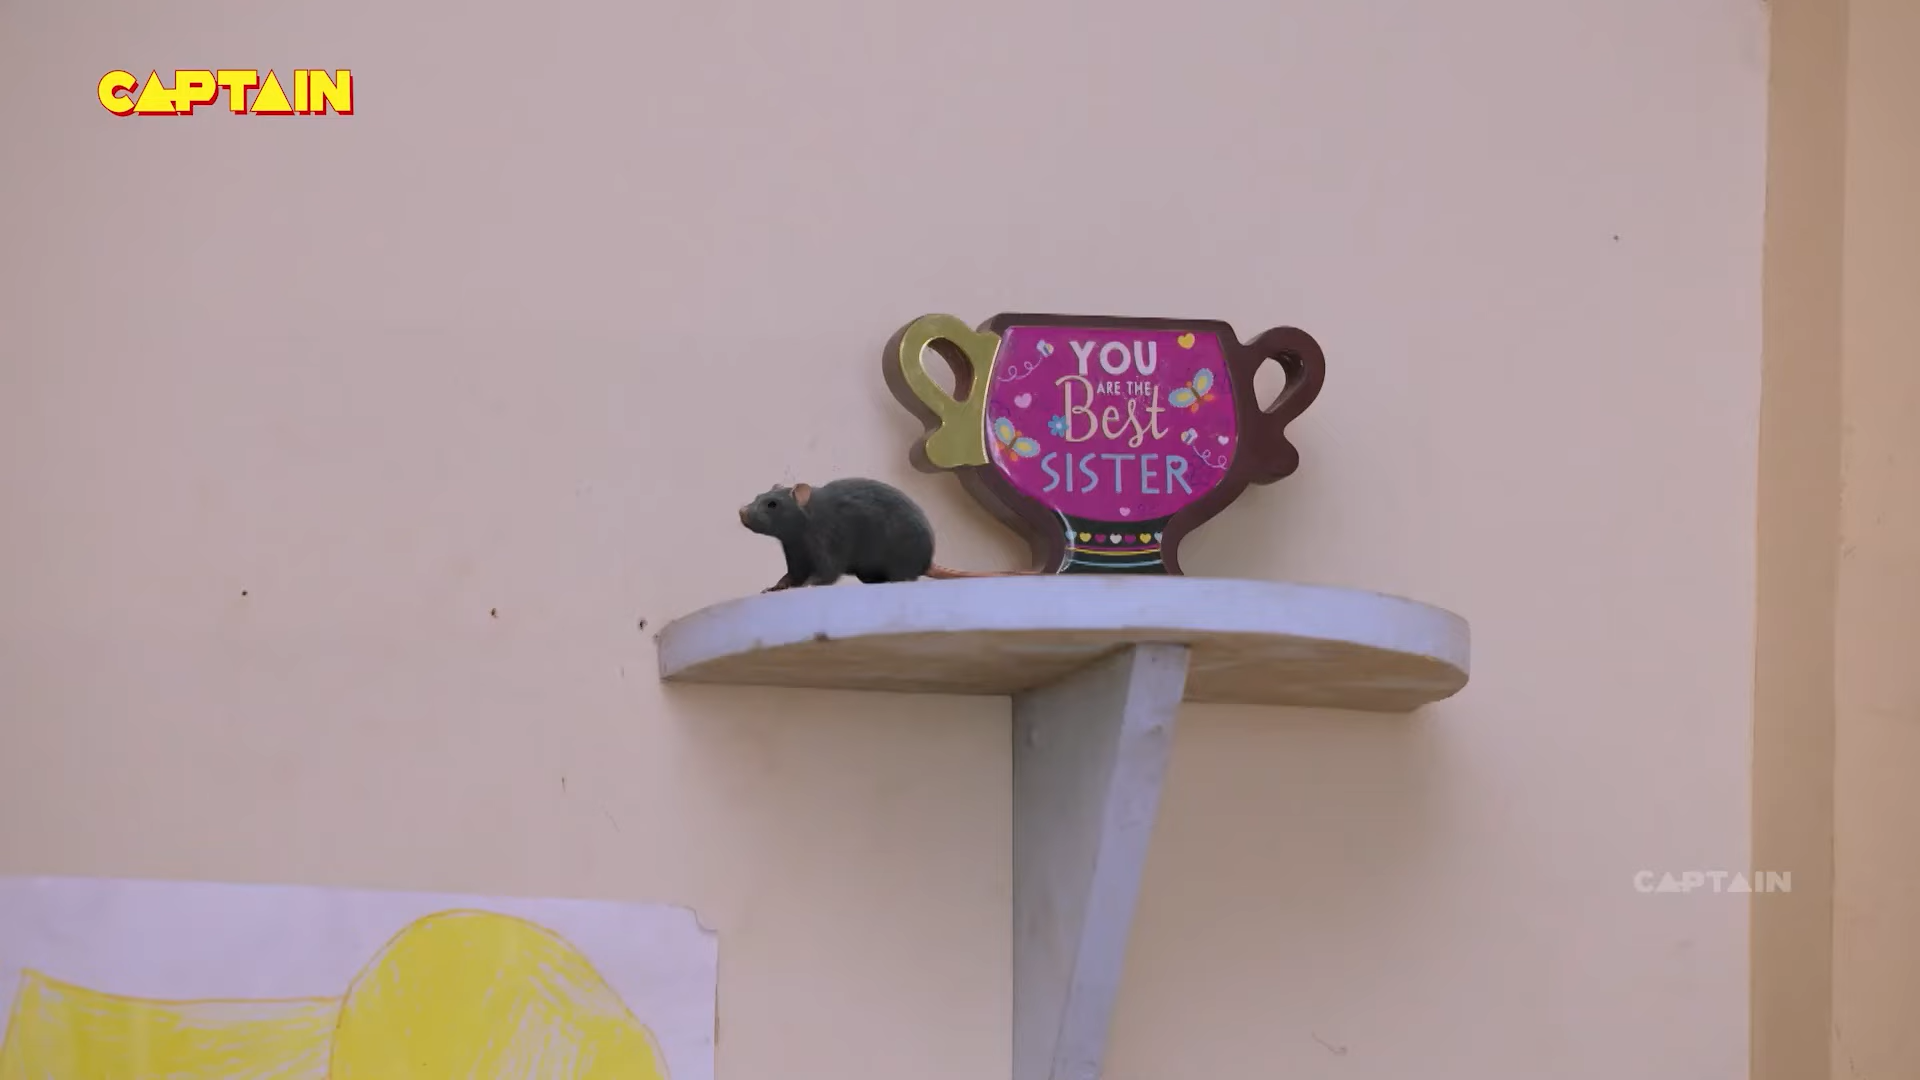 CAPTAIN
YOU
ARE THE
Best
SISTER
CAPTAIN